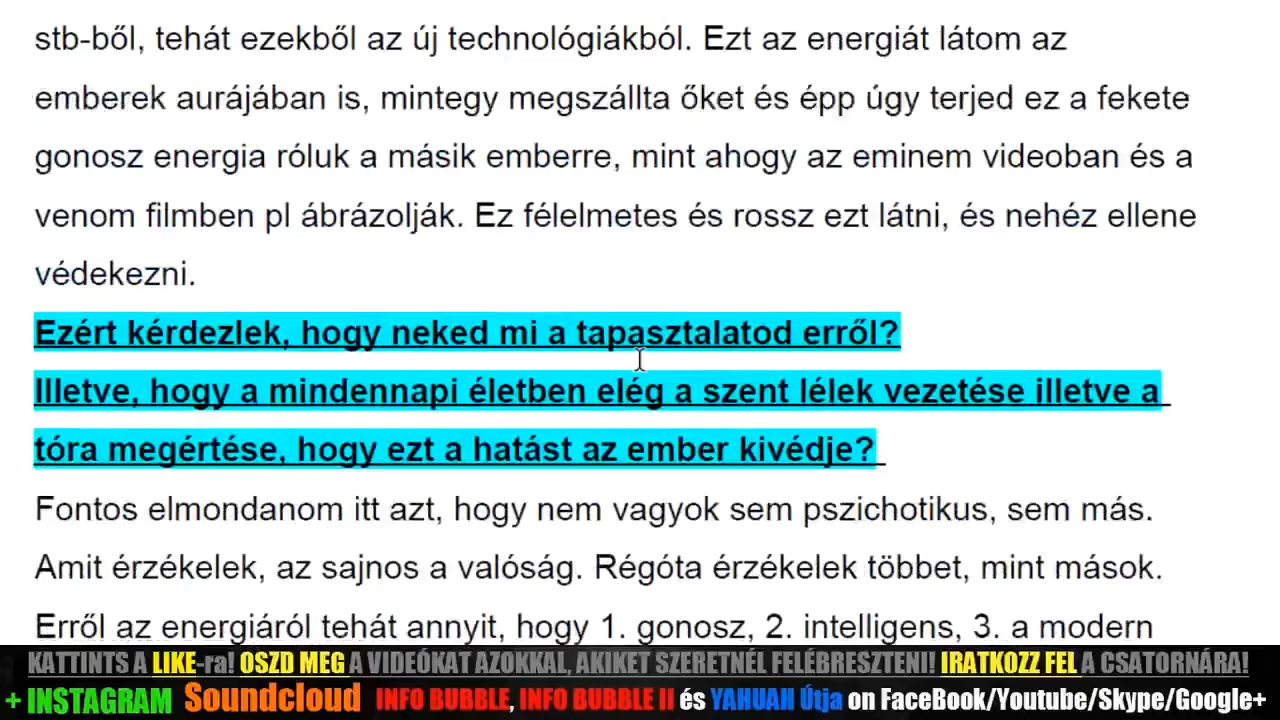 stb-ből, tehát ezekből az új technológiákból. Ezt az energiát látom az
emberek aurájában is, mintegy megszállta őket és épp úgy terjed ez a fekete
gonosz energia róluk a másik emberre, mint ahogy az eminem videoban és a
venom filmben pl ábrázolják. Ez félelmetes és rossz ezt látni, és nehéz ellene
védekezni.
Ezért kérdezlek, hogy neked mi a tapasztalatod erről?
Illetve, hogy a mindennapi életben elég a szent lélek vezetése illetve a
tóra megértése, hogy ezt a hatást az ember kivédje?
Fontos elmondanom itt azt, hogy nem vagyok sem pszichotikus, sem más.
Amit érzékelek, az sajnos a valóság. Régóta érzékelek többet, mint mások.
Erről az energiáról tehát annyit, hogy 1. gonosz, 2. intelligens, 3. a modern
KATTINTS A LIKE-ra! OSZD MEG A VIDEÓKAT AZOKKAL, AKIKET SZERETNÉL FELÉBRESZTENI! IRATKOZZ FEL A CSATORNÁRA!
+ INSTAGRAM Soundcloud INFO BUBBLE, INFO BUBBLE II és YAHUAH Útja on FaceBook/Youtube/Skype/Google+